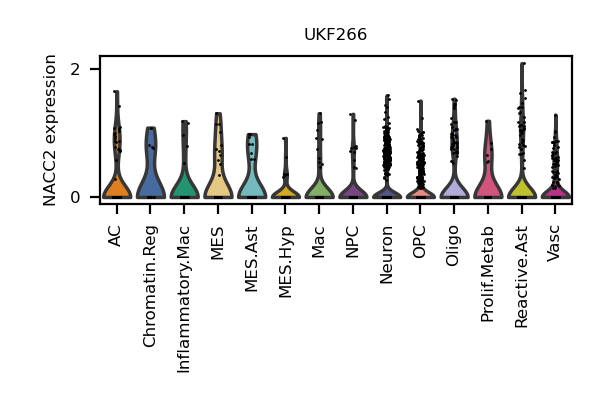 UKF266
NACC2 expression
2
0
AC
Chromatin.Reg
Inflammatory.Mac
MES
MES.Ast
MES.Hyp
Mac
NPC
Neuron
OPC
Oligo
Prolif.Metab
Reactive.Ast
Vasc